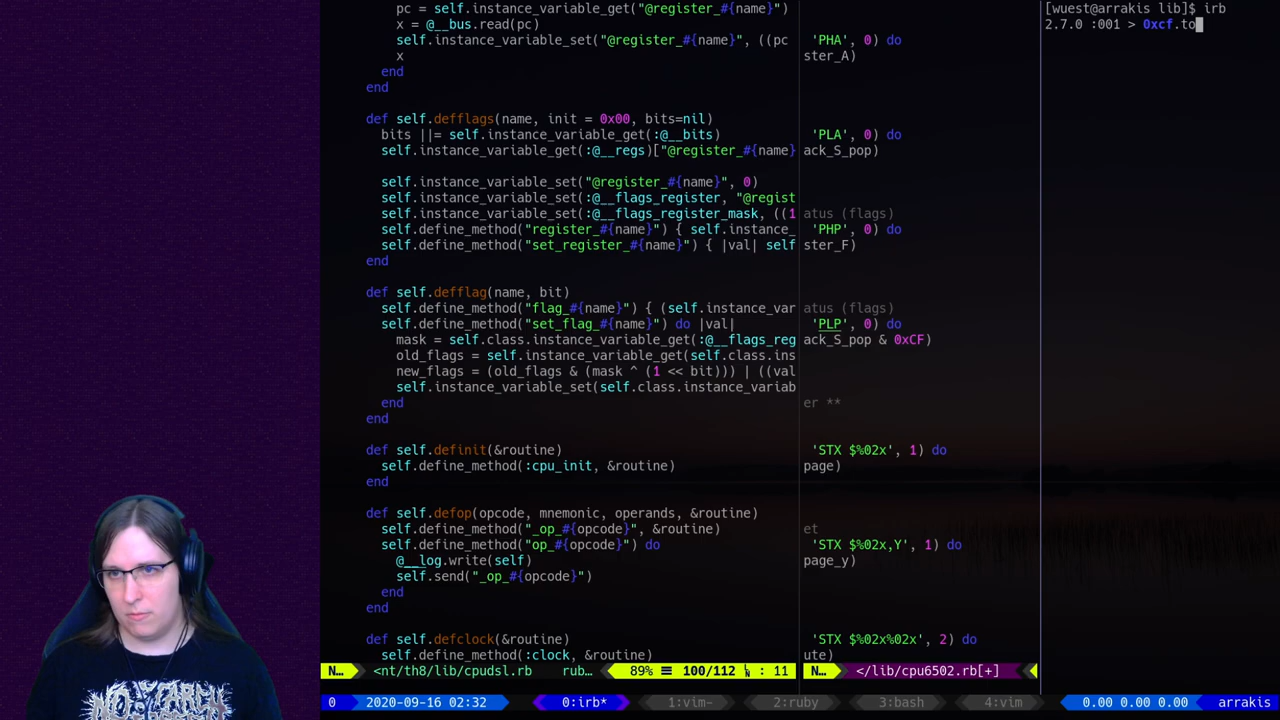 pc = self.instance_variable_get("@register_#{name}")
x = @__bus.read(pc)
self.instance_variable_set("@register_#{name}", ((pc
x
end
end
def self.defflags(name, init = 0x00, bits=nil)
bits ||= self.instance_variable_get(:@__bits)
self.instance_variable_get(:@__regs)["@register_#{name}
self.instance_variable_set("@register_#{name}", 0)
self.instance_variable_set(:@__flags_register, "@regist
self.instance_variable_set(:@__flags_register_mask, ((1
self.define_method("register_#{name}") { self.instance_
self.define_method("set_register_#{name}") { |val| self
end
def self.defflag(name, bit)
self.define_method("flag_#{name}") { (self.instance_var
self.define_method("set_flag_#{name}") do |val|
mask = self.class.instance_variable_get(:@__flags_reg
old_flags = self.instance_variable_get(self.class.ins
new_flags = (old_flags & (mask ^ (1 << bit))) | ((val
self.instance_variable_set(self.class.instance_variab
end
end
def self.definit(&routine)
self.define_method(:cpu_init, &routine)
end
def self.defop(opcode, mnemonic, operands, &routine)
self.define_method("_op_#{opcode}", &routine)
self.define_method("op_#{opcode}") do
@__log.write(self)
self.send("_op_#{opcode}")
end
end
def self.defclock(&routine)
self.define_method(:clock, &routine)
N… <nt/th8/lib/cpudsl.rb rub… 89% ☰ 100/112 ㏑ : 11
'PHA', 0) do
ster_A)
'PLA', 0) do
ack_S_pop)
atus (flags)
'PHP', 0) do
ster_F)
atus (flags)
'PLP', 0) do
ack_S_pop & 0xCF)
er **
'STX $%02x', 1) do
page)
et
'STX $%02x,Y', 1) do
page_y)
'STX $%02x%02x', 2) do
ute)
N… </lib/cpu6502.rb[+]
[wuest@arrakis lib]$ irb
2.7.0 :001 > 0xcf.to
0 2020-09-16 02:32 0:irb* 1:vim- 2:ruby 3:bash 4:vim 0.00 0.00 0.00 arrakis